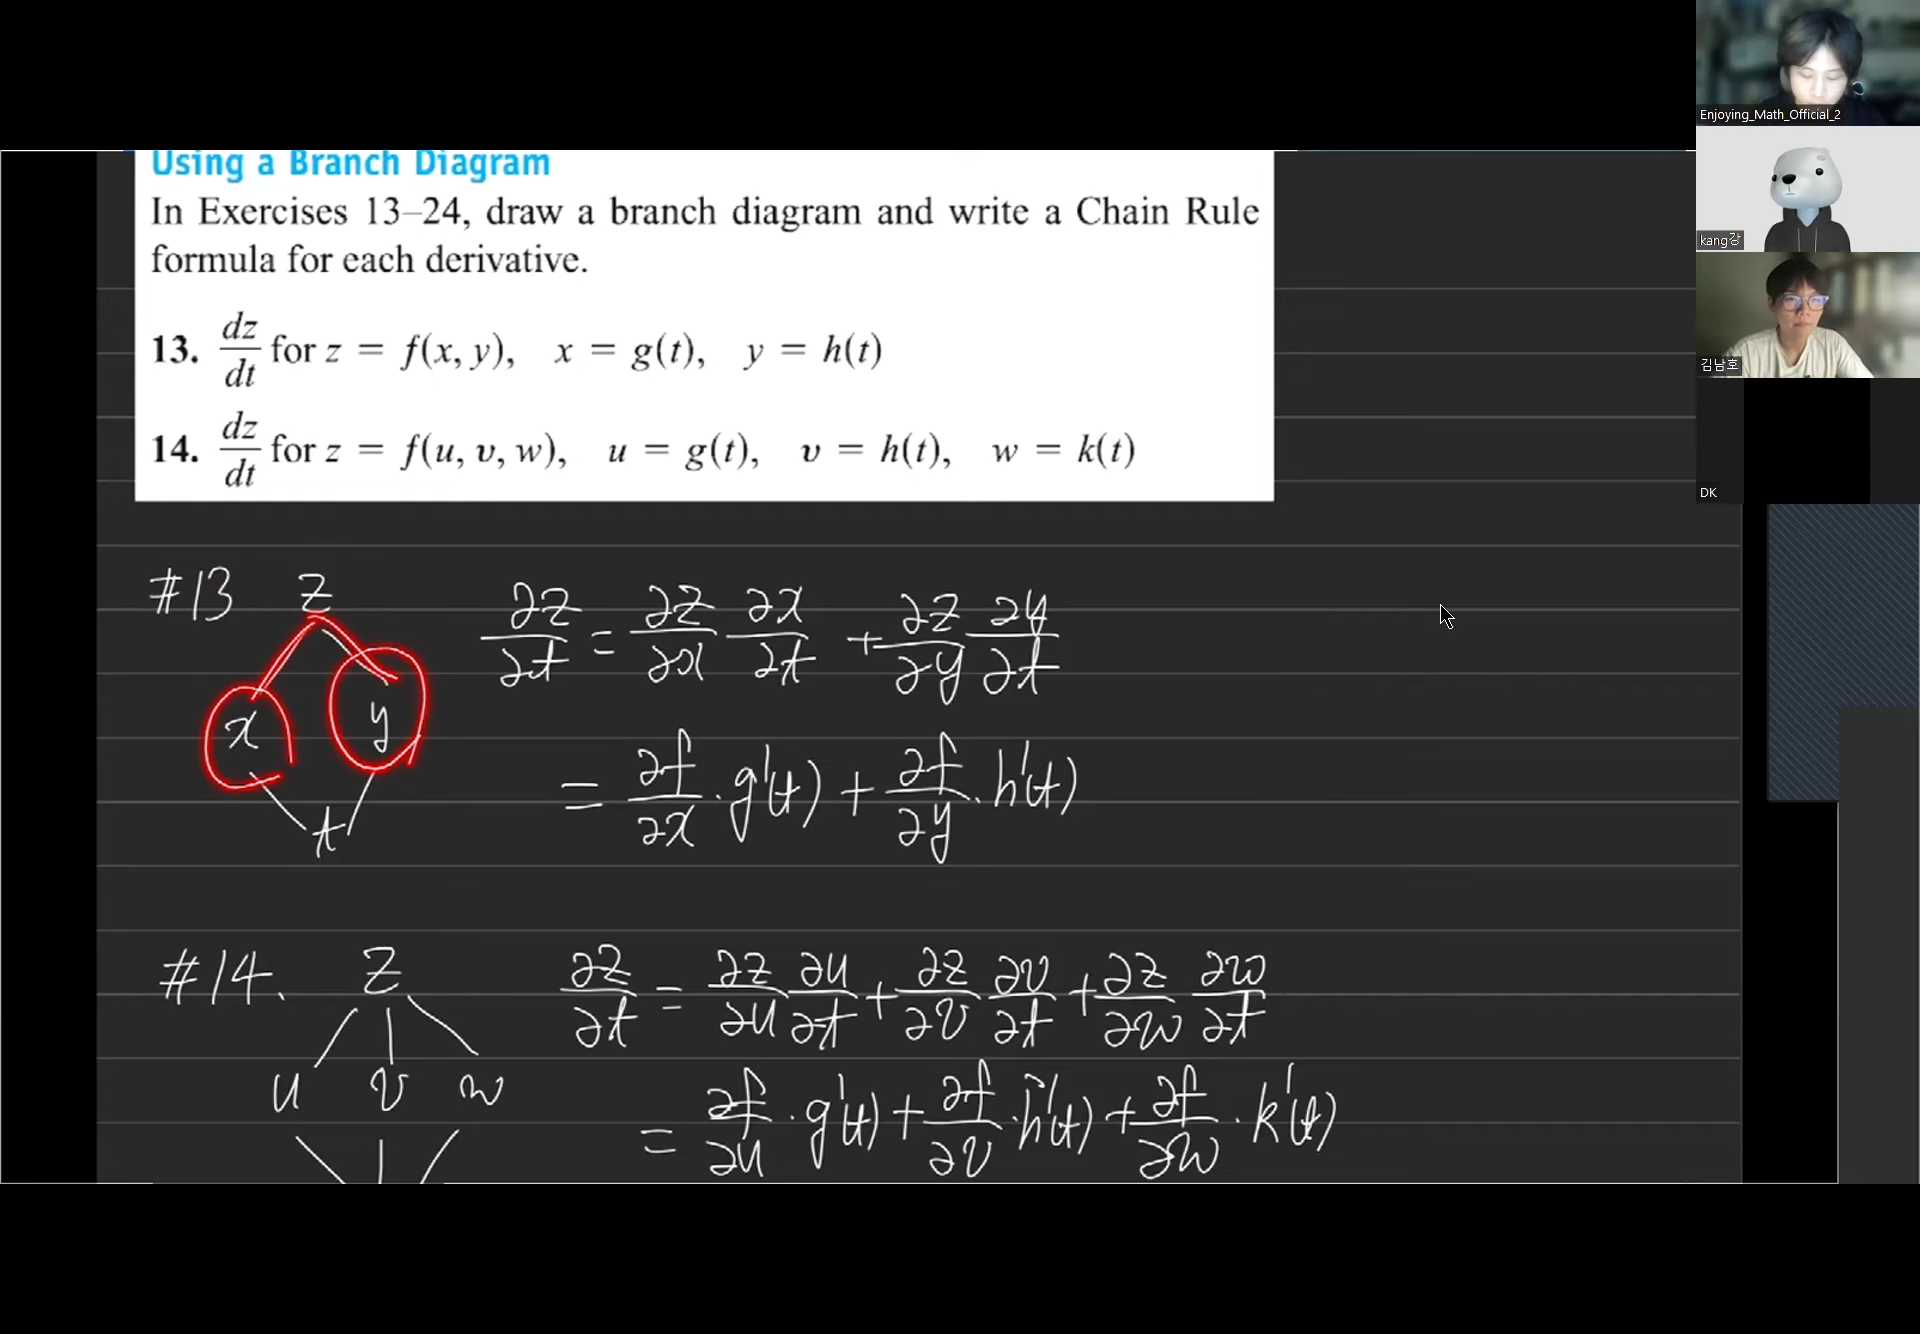 Using a Branch Diagram
In Exercises 13–24, draw a branch diagram and write a Chain Rule
formula for each derivative.
13. dz/dt for z = f(x, y), x = g(t), y = h(t)
14. dz/dt for z = f(u, v, w), u = g(t), v = h(t), w = k(t)
#13 z
x y
t
∂z/∂t = ∂z/∂x ∂x/∂t + ∂z/∂y ∂y/∂t
= ∂f/∂x · g'(t) + ∂f/∂y · h'(t)
#14. z
u v w
∂z/∂t = ∂z/∂u ∂u/∂t + ∂z/∂v ∂v/∂t + ∂z/∂w ∂w/∂t
= ∂f/∂u · g'(t) + ∂f/∂v · h'(t) + ∂f/∂w · k'(t)
Enjoying_Math_Official_2
kang강
김남호
DK